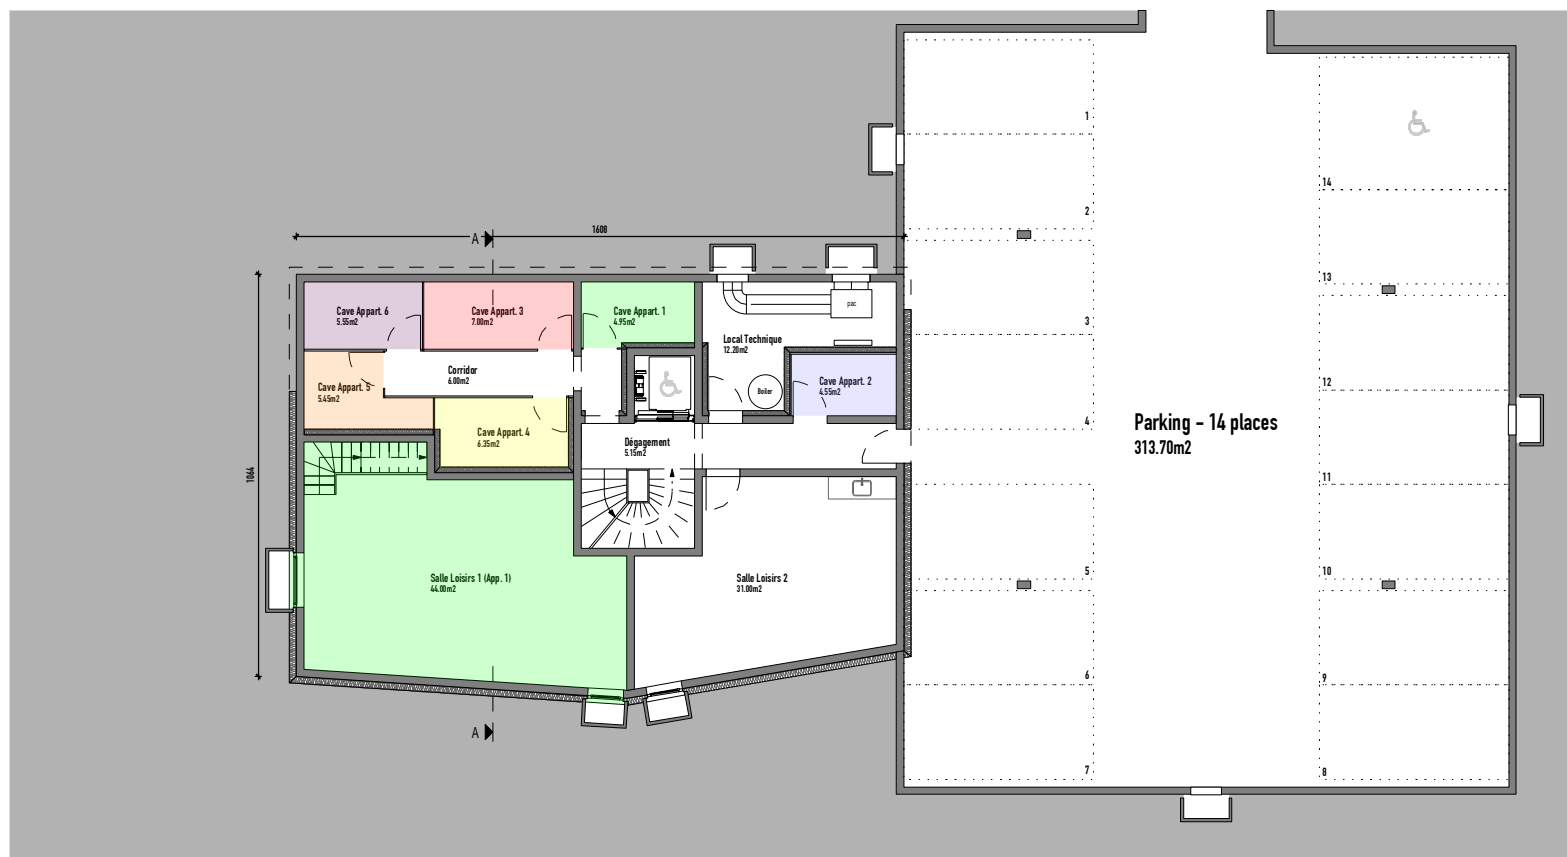 1
14
2
A
1608
13
Cave Appart. 6
5.55m2
Cave Appart. 3
7.00m2
Cave Appart. 1
4.95m2
pac
3
Local Technique
12.20m2
Corridor
6.00m2
Cave Appart. 5
5.45m2
Boiler
Cave Appart. 2
4.55m2
12
Cave Appart. 4
6.35m2
Dégagement
5.15m2
4
Parking - 14 places
313.70m2
1064
11
Salle Loisirs 1 (App. 1)
44.00m2
Salle Loisirs 2
31.00m2
5
10
6
9
A
7
8